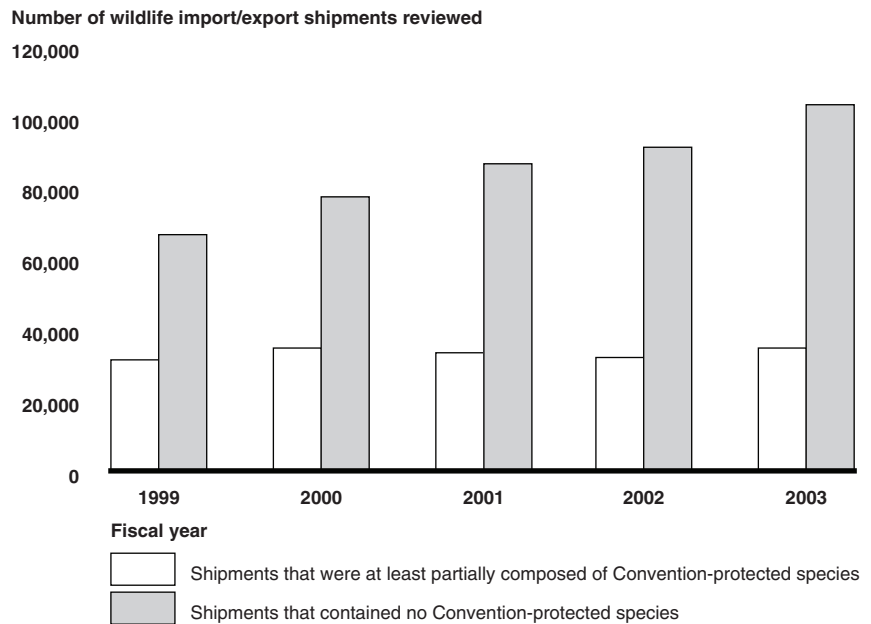 Number of wildlife import/export shipments reviewed
120,000
100,000
80,000
60,000
40,000
20,000
0
1999 2000 2001 2002 2003
Fiscal year
Shipments that were at least partially composed of Convention-protected species
Shipments that contained no Convention-protected species